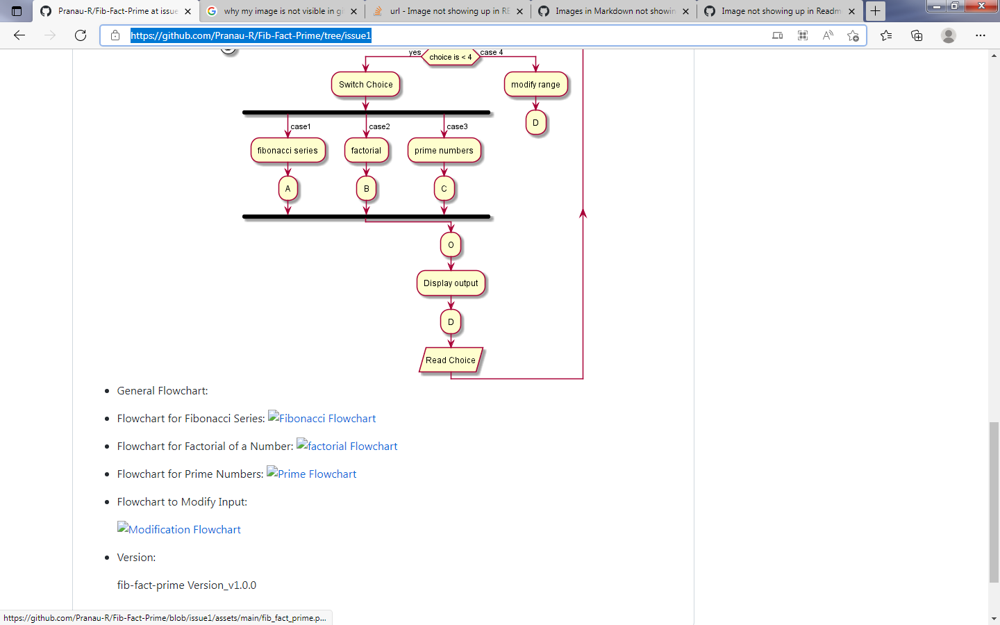 Pranau-R/Fib-Fact-Prime at issue
why my image is not visible in gi
url - Image not showing up in RE
Images in Markdown not showin
Image not showing up in Readm
https://github.com/Pranau-R/Fib-Fact-Prime/tree/issue1
yes
choice is < 4
case 4
Switch Choice
modify range
D
case1
case2
case3
fibonacci series
factorial
prime numbers
A
B
C
O
Display output
D
Read Choice
General Flowchart:
Flowchart for Fibonacci Series: Fibonacci Flowchart
Flowchart for Factorial of a Number: factorial Flowchart
Flowchart for Prime Numbers: Prime Flowchart
Flowchart to Modify Input:
Modification Flowchart
Version:
fib-fact-prime Version_v1.0.0
https://github.com/Pranau-R/Fib-Fact-Prime/blob/issue1/assets/main/fib_fact_prime.p...